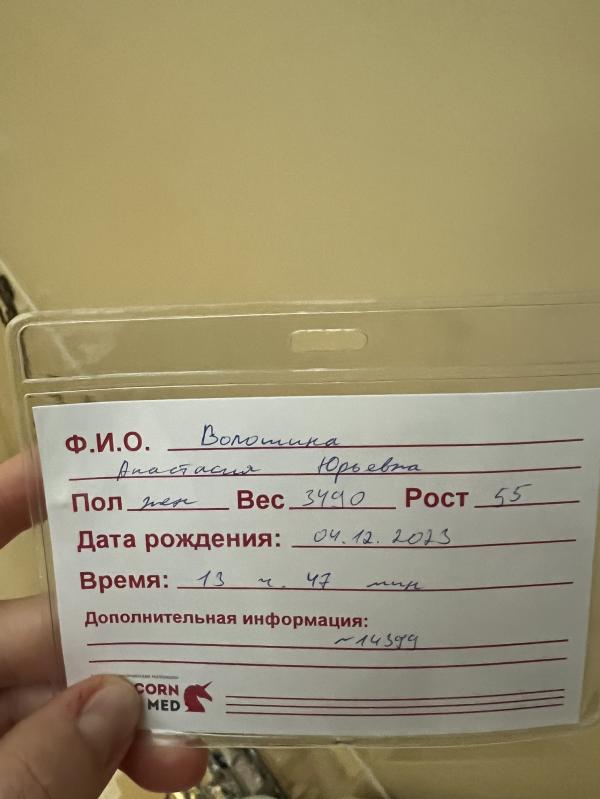 Ф.И.О. Волошина
Анастасия Юрьевна
Пол жен Вес 3490 Рост 55
Дата рождения: 04.12.2023
Время: 13 ч. 47 мин
Дополнительная информация:
~14399
CORN
MED